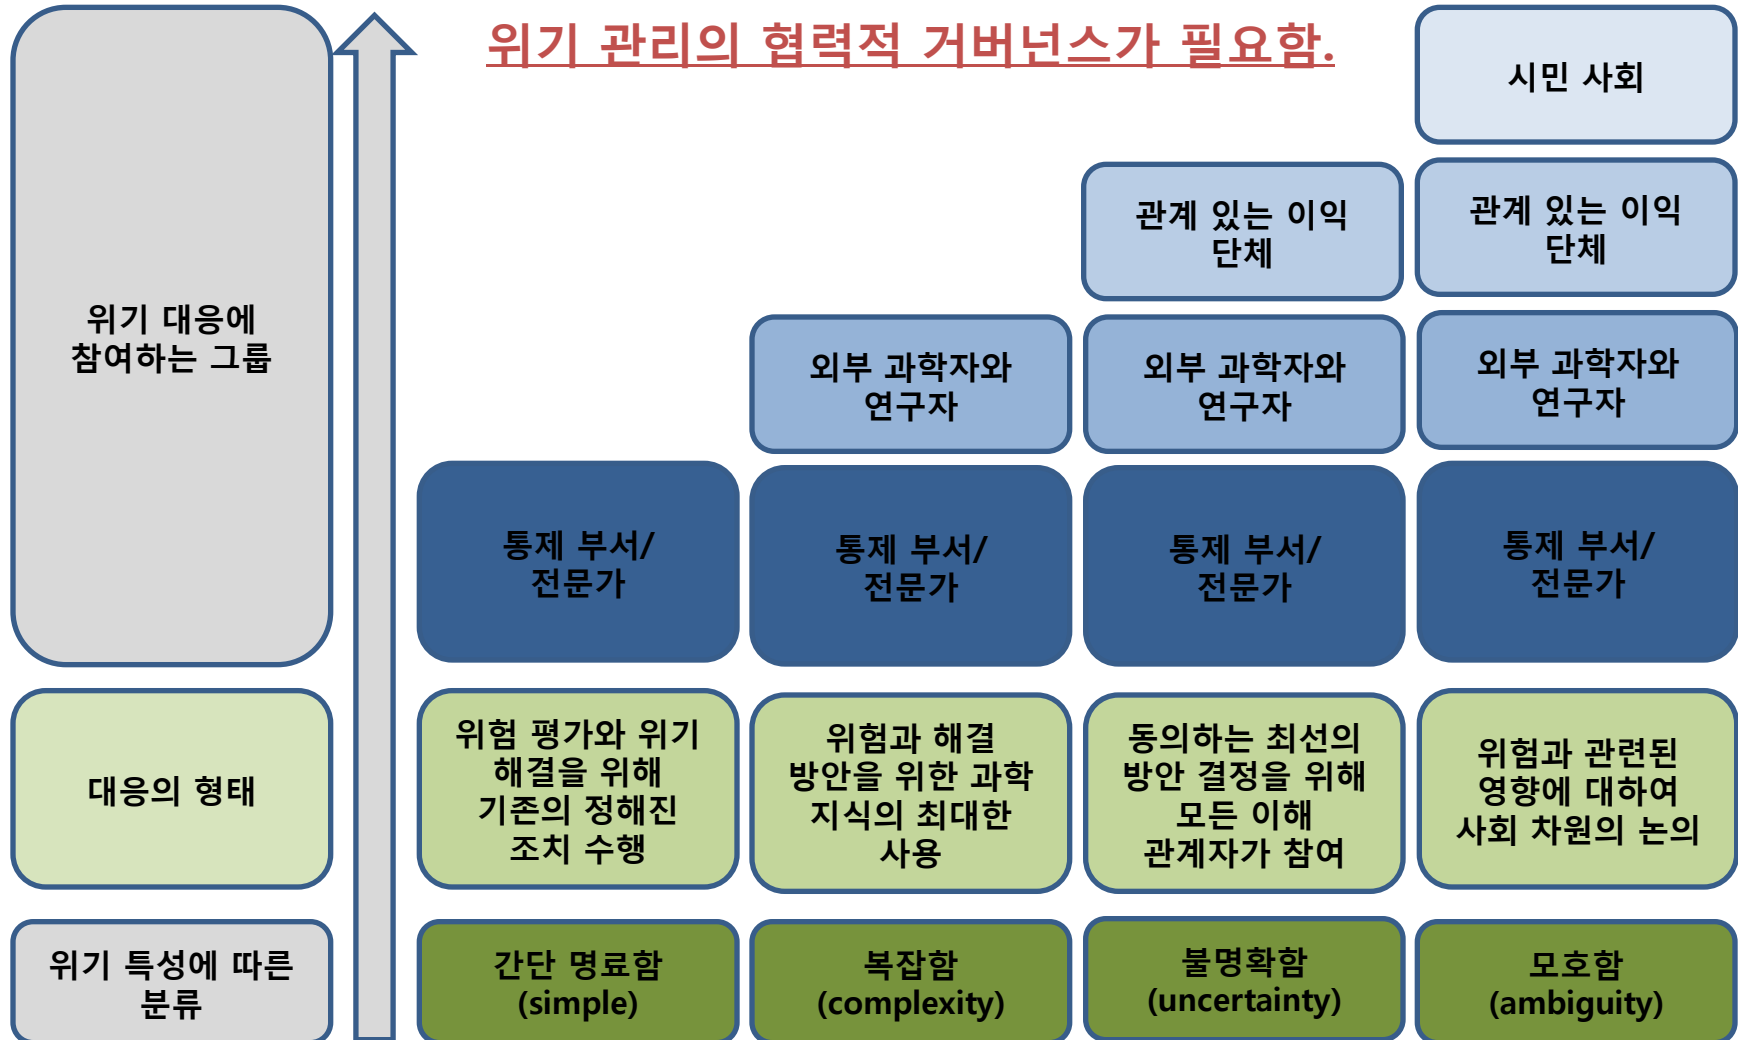 위기 관리의 협력적 거버넌스가 필요함.
시민 사회
관계 있는 이익
단체
관계 있는 이익
단체
위기 대응에
참여하는 그룹
외부 과학자와
연구자
외부 과학자와
연구자
외부 과학자와
연구자
통제 부서/
전문가
통제 부서/
전문가
통제 부서/
전문가
통제 부서/
전문가
대응의 형태
위험 평가와 위기
해결을 위해
기존의 정해진
조치 수행
위험과 해결
방안을 위한 과학
지식의 최대한
사용
동의하는 최선의
방안 결정을 위해
모든 이해
관계자가 참여
위험과 관련된
영향에 대하여
사회 차원의 논의
위기 특성에 따른
분류
간단 명료함
(simple)
복잡함
(complexity)
불명확함
(uncertainty)
모호함
(ambiguity)